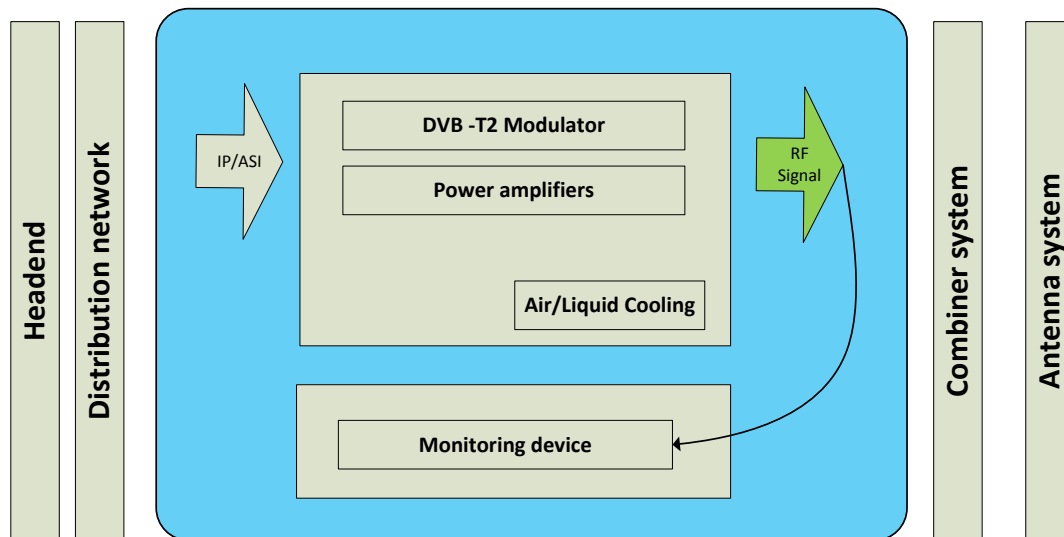 Headend
Distribution network
IP/ASI
DVB -T2 Modulator
Power amplifiers
Air/Liquid Cooling
RF
Signal
Monitoring device
Combiner system
Antenna system